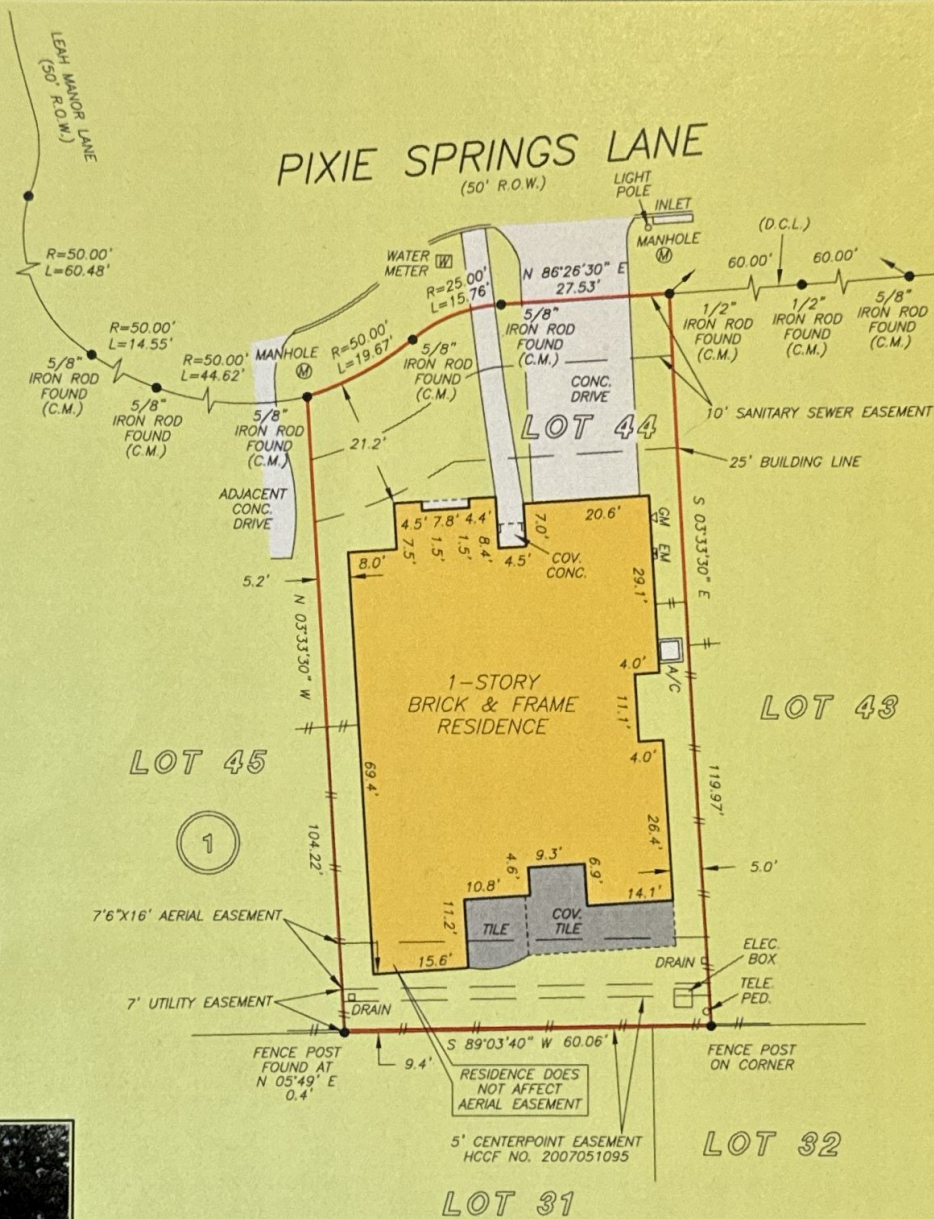 LEAH MANOR LANE
(50' R.O.W.)
PIXIE SPRINGS LANE
(50' R.O.W.)
LIGHT
POLE
INLET
MANHOLE
M
(D.C.L.)
WATER
METER
W
N 86°26'30" E
27.53'
60.00'
60.00'
R=50.00'
L=60.48'
R=25.00'
L=15.76'
R=50.00'
L=14.55'
R=50.00'
L=44.62'
MANHOLE
M
R=50.00'
L=19.67'
5/8"
IRON ROD
FOUND
(C.M.)
5/8"
IRON ROD
FOUND
(C.M.)
5/8"
IRON ROD
FOUND
(C.M.)
5/8"
IRON ROD
FOUND
(C.M.)
5/8"
IRON ROD
FOUND
(C.M.)
1/2"
IRON ROD
FOUND
(C.M.)
1/2"
IRON ROD
FOUND
(C.M.)
5/8"
IRON ROD
FOUND
(C.M.)
CONC.
DRIVE
10' SANITARY SEWER EASEMENT
LOT 44
21.2'
25' BUILDING LINE
ADJACENT
CONC.
DRIVE
4.5' 7.8' 4.4'
7.5' 1.5' 1.5' 8.4'
7.0'
20.6'
4.5'
COV.
CONC.
GM
EM
8.0'
5.2'
29.1'
S 03°33'30" E
N 03°33'30" W
4.0'
A/C
11.1'
4.0'
1-STORY
BRICK & FRAME
RESIDENCE
LOT 43
LOT 45
1
69.4'
119.97'
104.22'
26.4'
5.0'
9.3'
4.6'
6.9'
10.8'
14.1'
11.2'
TILE
COV.
TILE
15.6'
7'6"X16' AERIAL EASEMENT
DRAIN
ELEC.
BOX
TELE.
PED.
7' UTILITY EASEMENT
DRAIN
S 89°03'40" W 60.06'
FENCE POST
FOUND AT
N 05°49' E
0.4'
9.4'
RESIDENCE DOES
NOT AFFECT
AERIAL EASEMENT
FENCE POST
ON CORNER
5' CENTERPOINT EASEMENT
HCCF NO. 2007051095
LOT 32
LOT 31